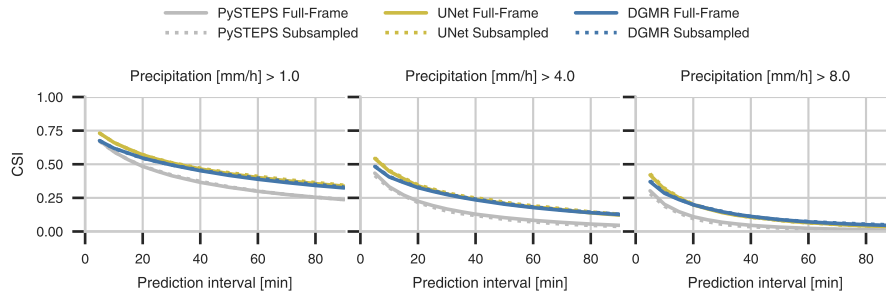 PySTEPS Full-Frame UNet Full-Frame DGMR Full-Frame
PySTEPS Subsampled UNet Subsampled DGMR Subsampled
Precipitation [mm/h] > 1.0 Precipitation [mm/h] > 4.0 Precipitation [mm/h] > 8.0
1.00
0.75
0.50
0.25
0.00
CSI
0 20 40 60 80 0 20 40 60 80 0 20 40 60 80
Prediction interval [min] Prediction interval [min] Prediction interval [min]